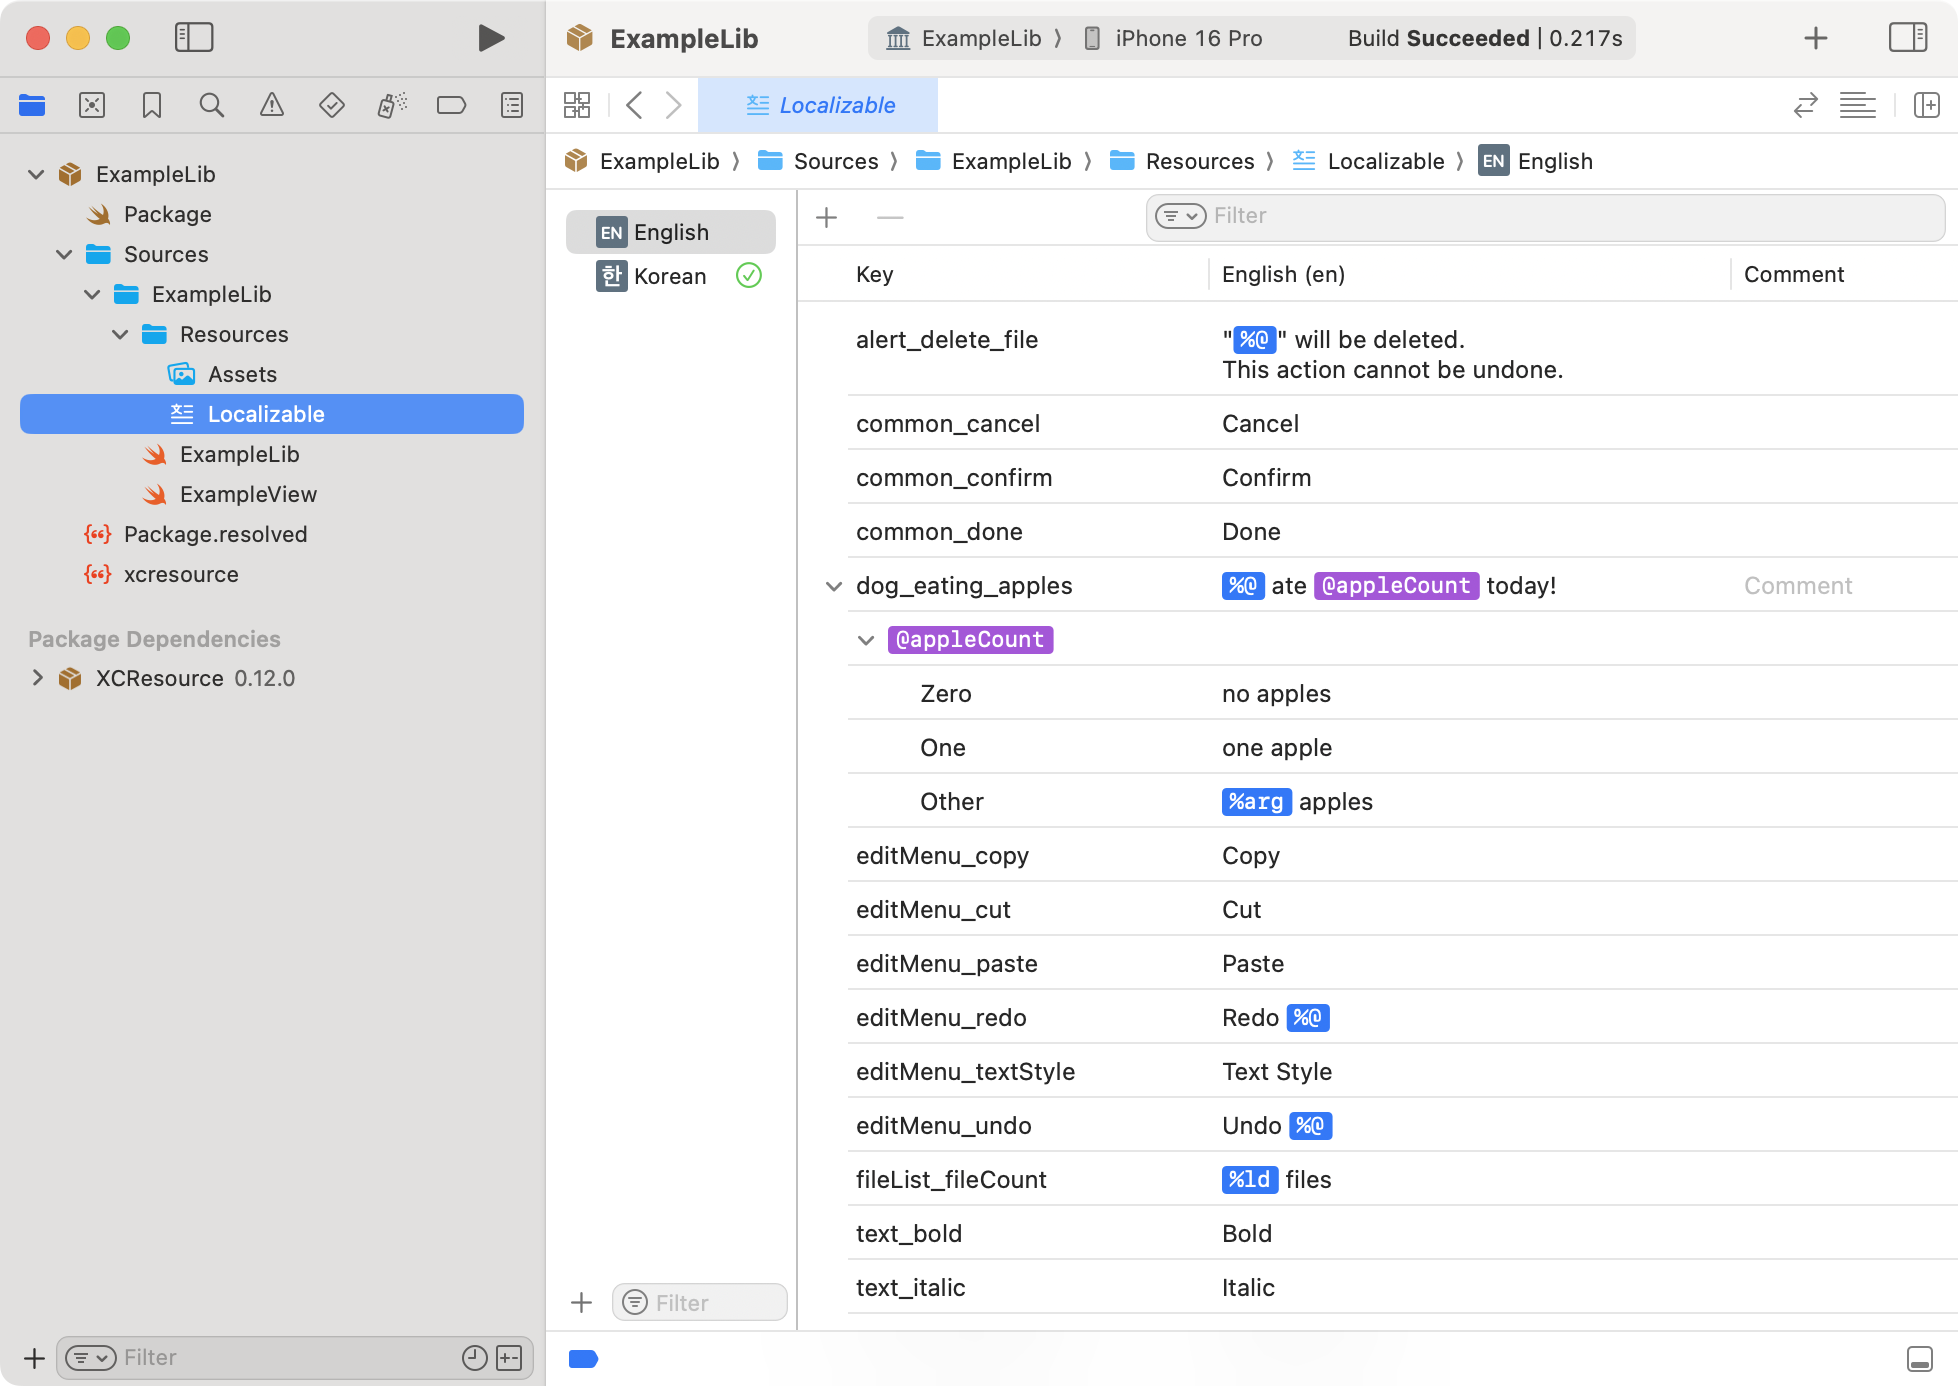 ExampleLib
ExampleLib
iPhone 16 Pro
Build Succeeded | 0.217s
Localizable
ExampleLib
Sources
ExampleLib
Resources
Localizable
EN English
ExampleLib
Package
Sources
ExampleLib
Resources
Assets
Localizable
ExampleLib
ExampleView
Package.resolved
xcresource
Package Dependencies
XCResource 0.12.0
Filter
EN English
한 Korean
Filter
Filter
Key English (en) Comment
alert_delete_file "%@" will be deleted.
This action cannot be undone.
common_cancel Cancel
common_confirm Confirm
common_done Done
dog_eating_apples %@ ate @appleCount today! Comment
@appleCount
Zero no apples
One one apple
Other %arg apples
editMenu_copy Copy
editMenu_cut Cut
editMenu_paste Paste
editMenu_redo Redo %@
editMenu_textStyle Text Style
editMenu_undo Undo %@
fileList_fileCount %ld files
text_bold Bold
text_italic Italic